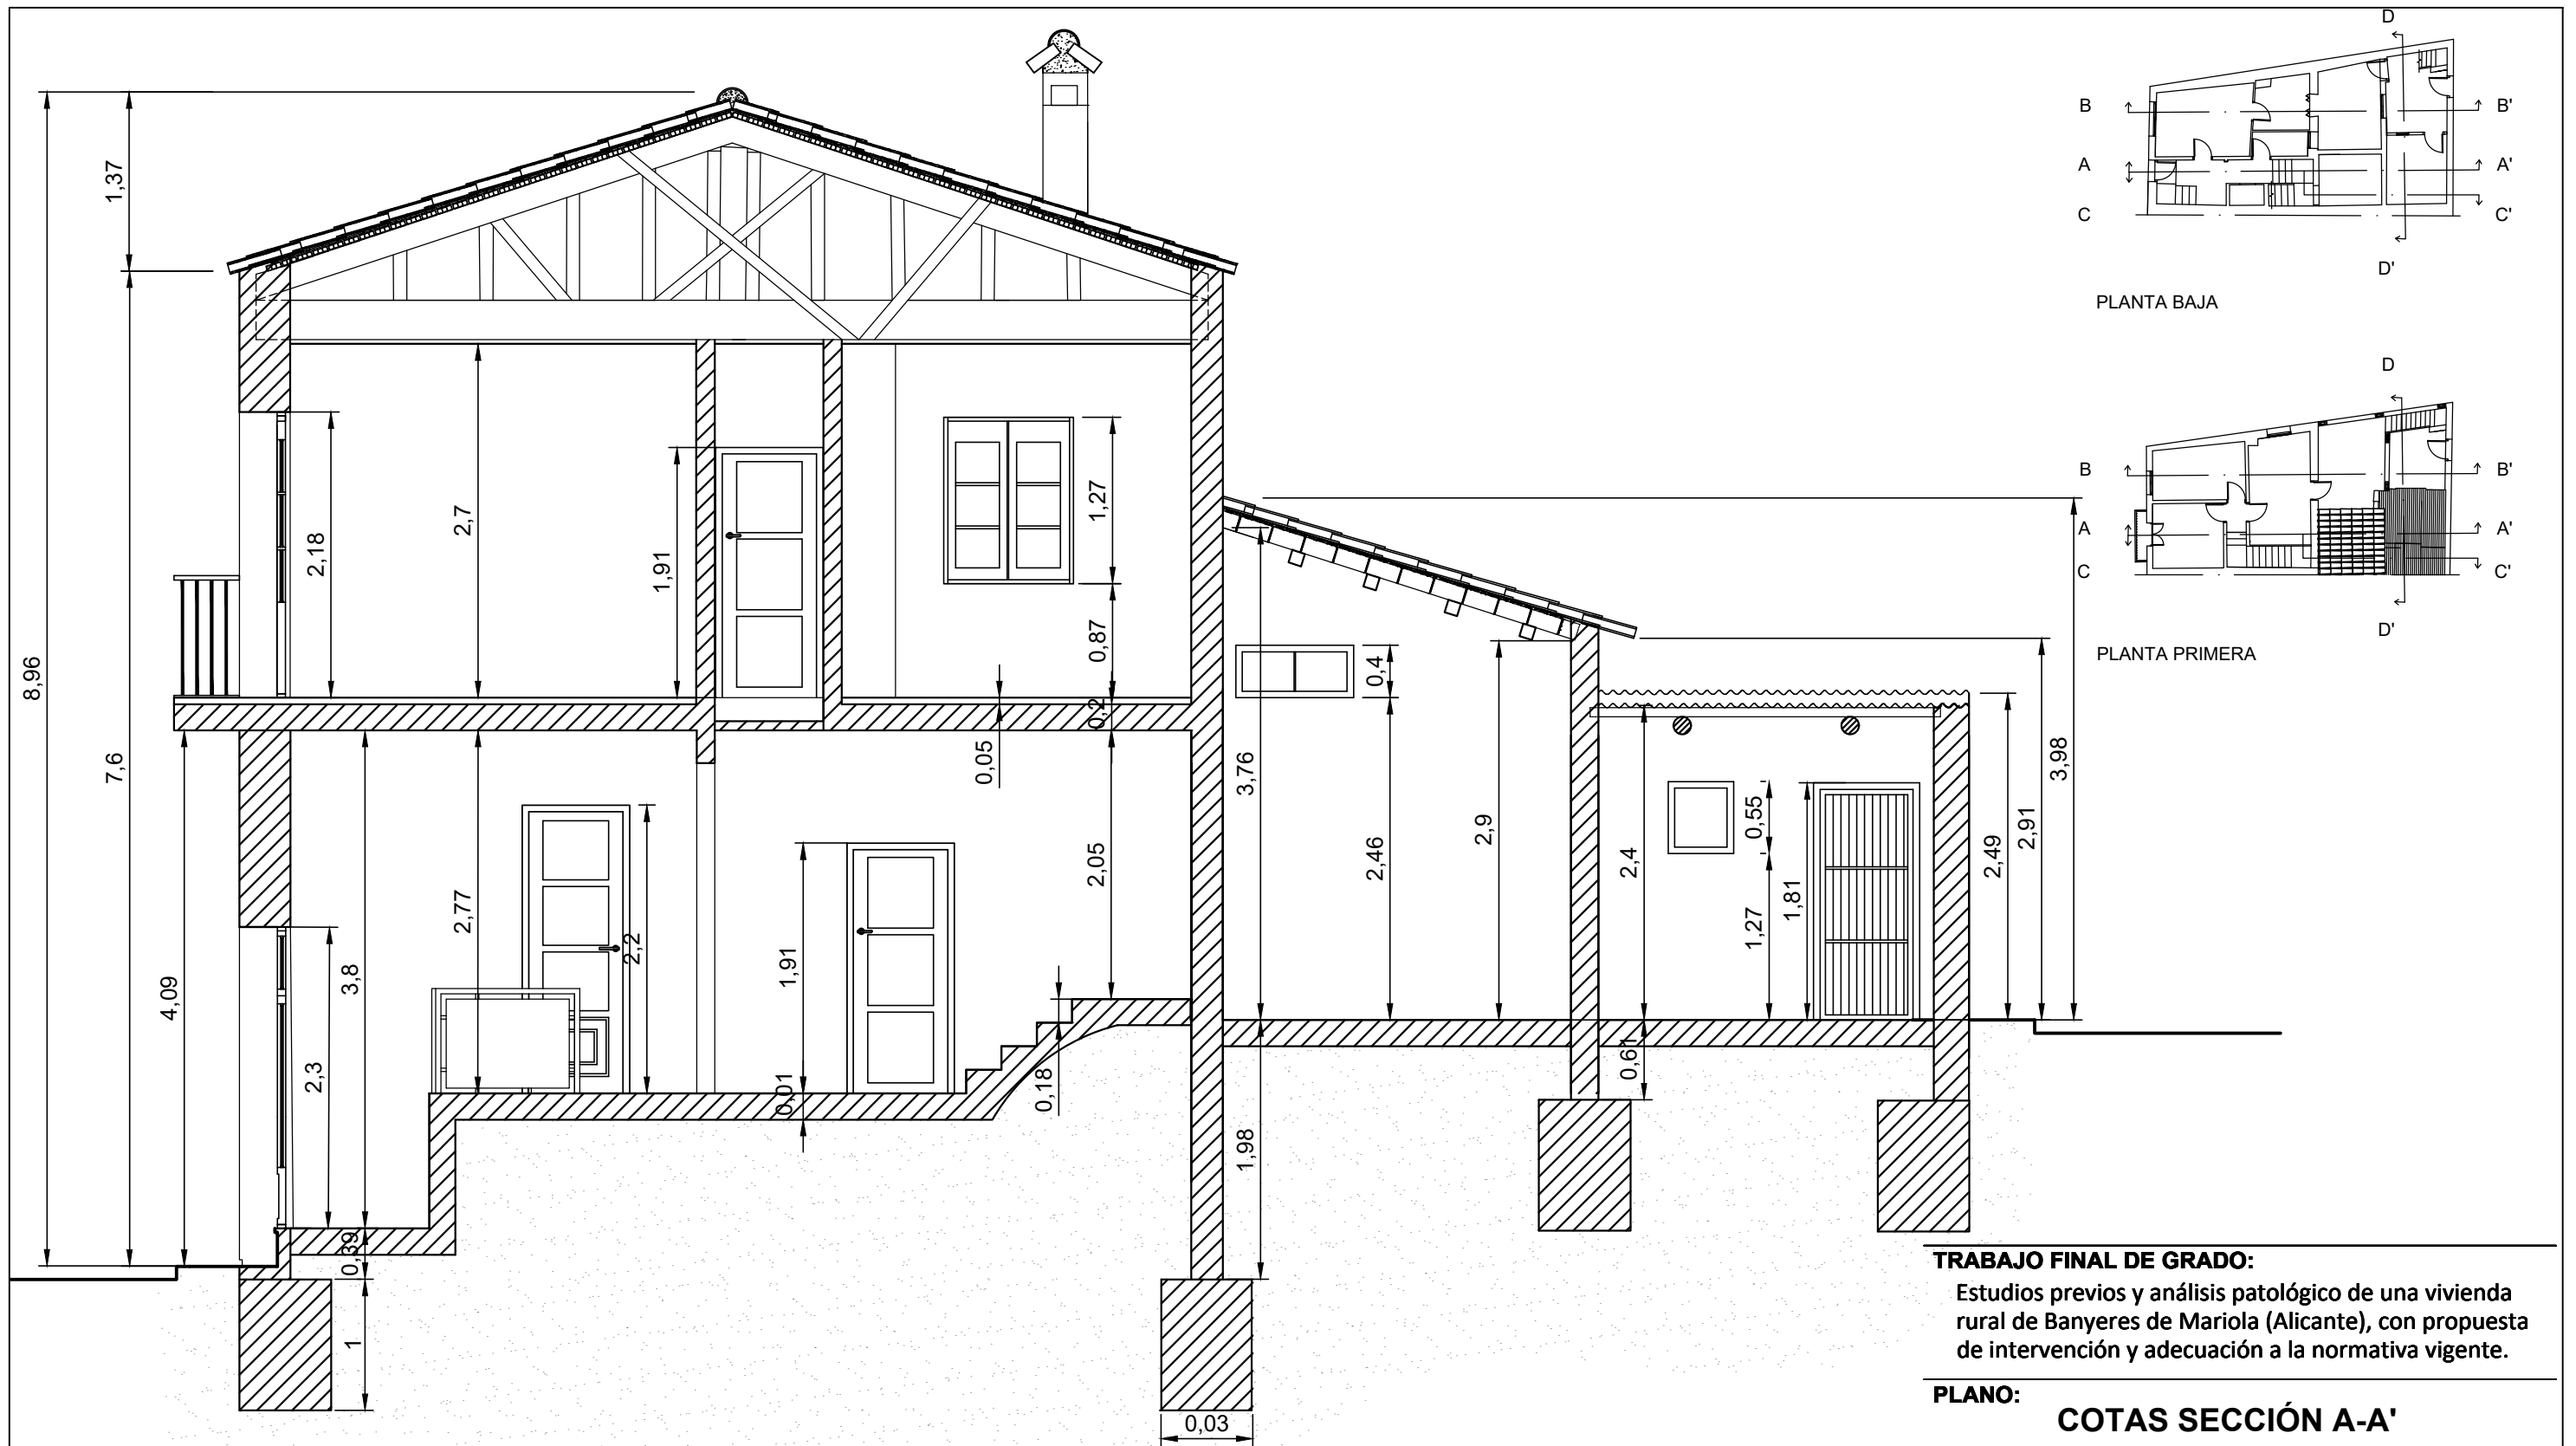 D
B
B'
A
A'
C
C'
D'
PLANTA BAJA
D
B
B'
A
A'
C
C'
D'
PLANTA PRIMERA
1,37
8,96
7,6
4,09
2,18
2,7
1,91
1,27
0,87
0,2
0,05
2,3
3,8
0,39
1
2,77
2,2
1,91
0,01
0,18
2,05
3,76
1,98
0,4
2,46
2,9
2,4
0,61
0,55
1,27
1,81
2,49
2,91
3,98
0,03
TRABAJO FINAL DE GRADO:
Estudios previos y análisis patológico de una vivienda
rural de Banyeres de Mariola (Alicante), con propuesta
de intervención y adecuación a la normativa vigente.
PLANO:
COTAS SECCIÓN A-A'